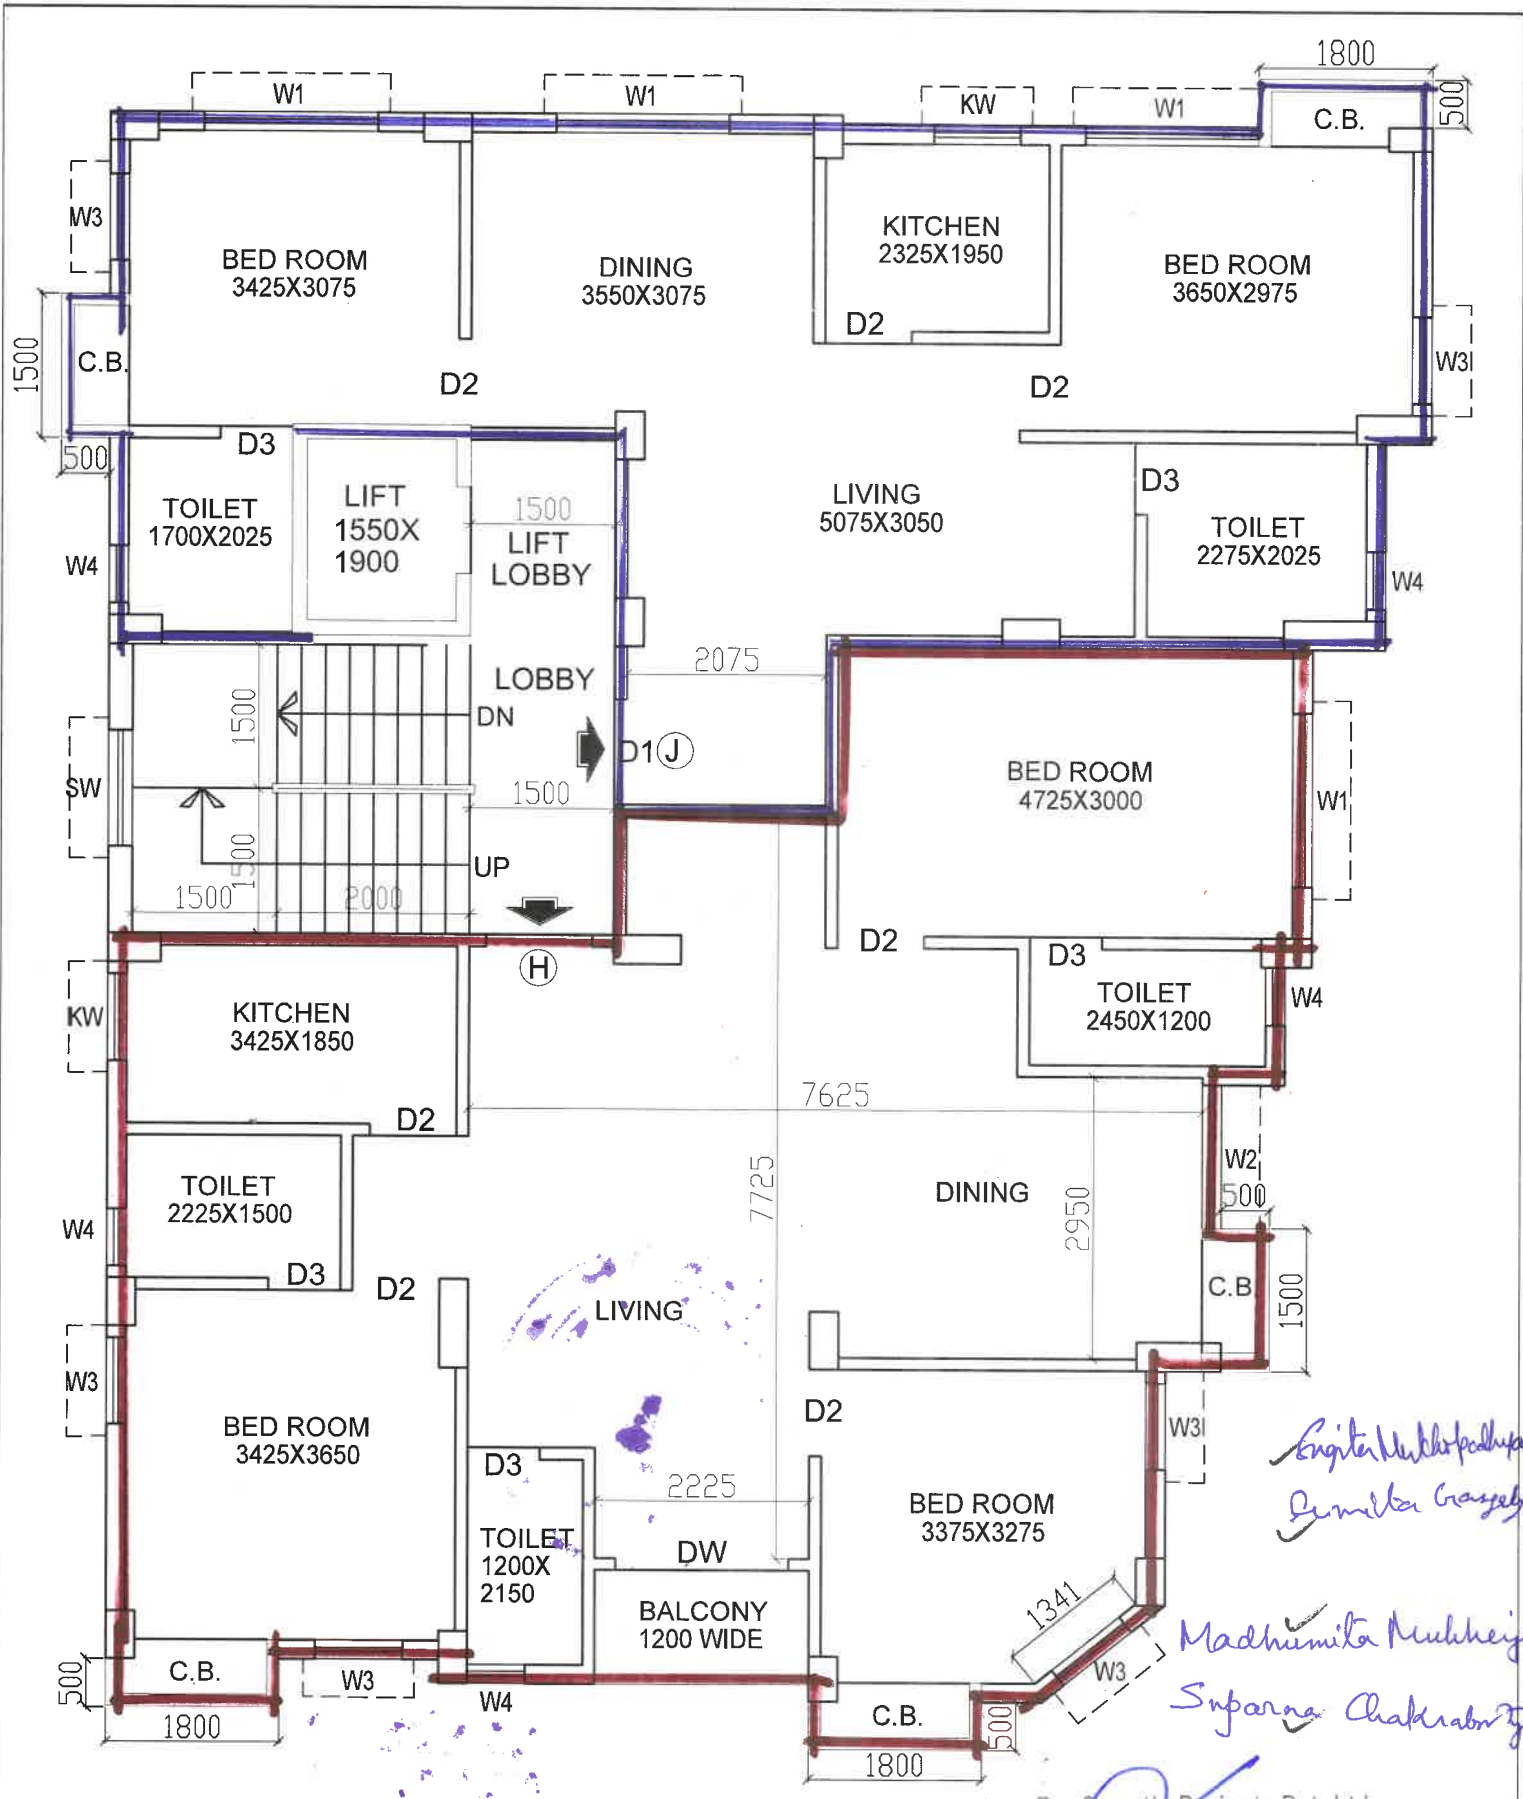 1800
W1
W1
KW
W1
C.B.
500
W3
BED ROOM
3425X3075
DINING
3550X3075
KITCHEN
2325X1950
BED ROOM
3650X2975
D2
W3
1500
C.B.
D2
D2
500
D3
TOILET
1700X2025
LIFT
1550X
1900
1500
LIFT
LOBBY
LIVING
5075X3050
D3
TOILET
2275X2025
W4
W4
LOBBY
2075
1500
DN
D1 J
BED ROOM
4725X3000
W1
SW
1500
1500
UP
1500
2000
H
D2
D3
TOILET
2450X1200
W4
KW
KITCHEN
3425X1850
D2
7625
W2
500
TOILET
2225X1500
7725
DINING
2950
W4
D3
D2
LIVING
C.B.
1500
W3
BED ROOM
3425X3650
D2
W3
D3
2225
BED ROOM
3375X3275
TOILET
1200X
2150
DW
BALCONY
1200 WIDE
1341
Madhumita
W3
C.B.
W3
W4
500
C.B.
500
Suparna
1800
1800